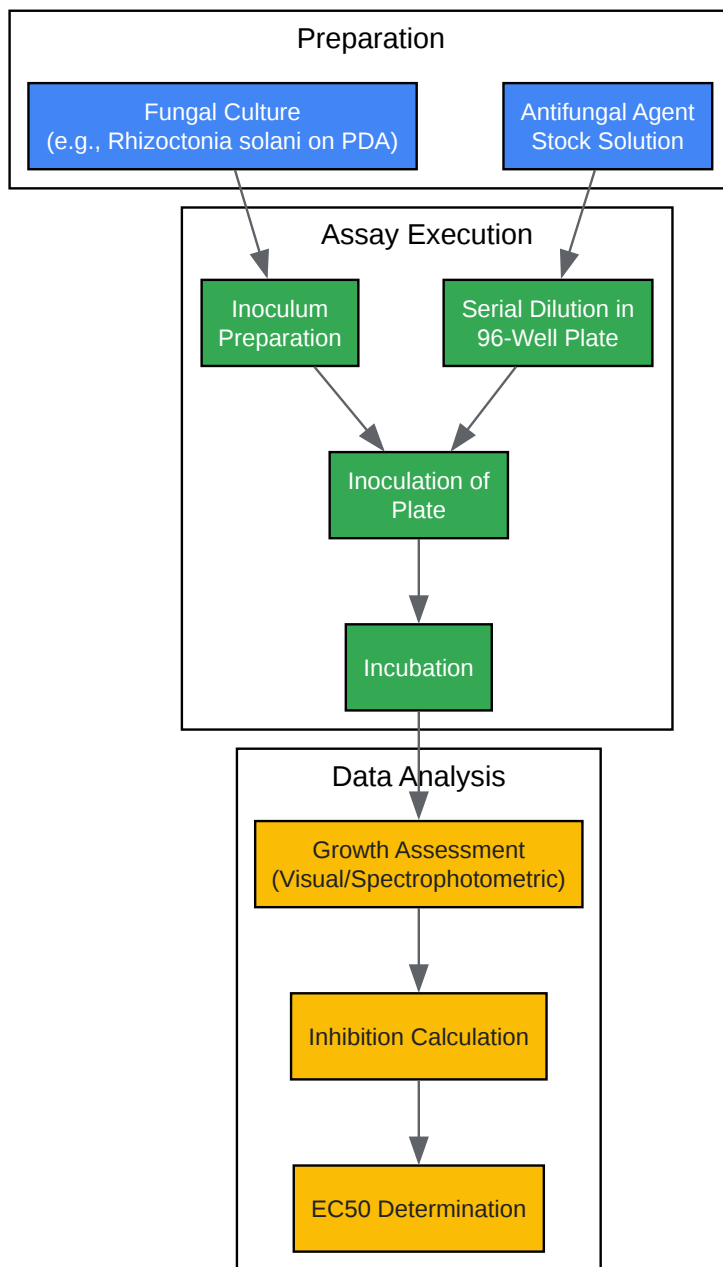 Preparation
Fungal Culture
(e.g., Rhizoctonia solani on PDA)
Antifungal Agent
Stock Solution
Assay Execution
Inoculum
Preparation
Serial Dilution in
96-Well Plate
Inoculation of
Plate
Incubation
Data Analysis
Growth Assessment
(Visual/Spectrophotometric)
Inhibition Calculation
EC50 Determination